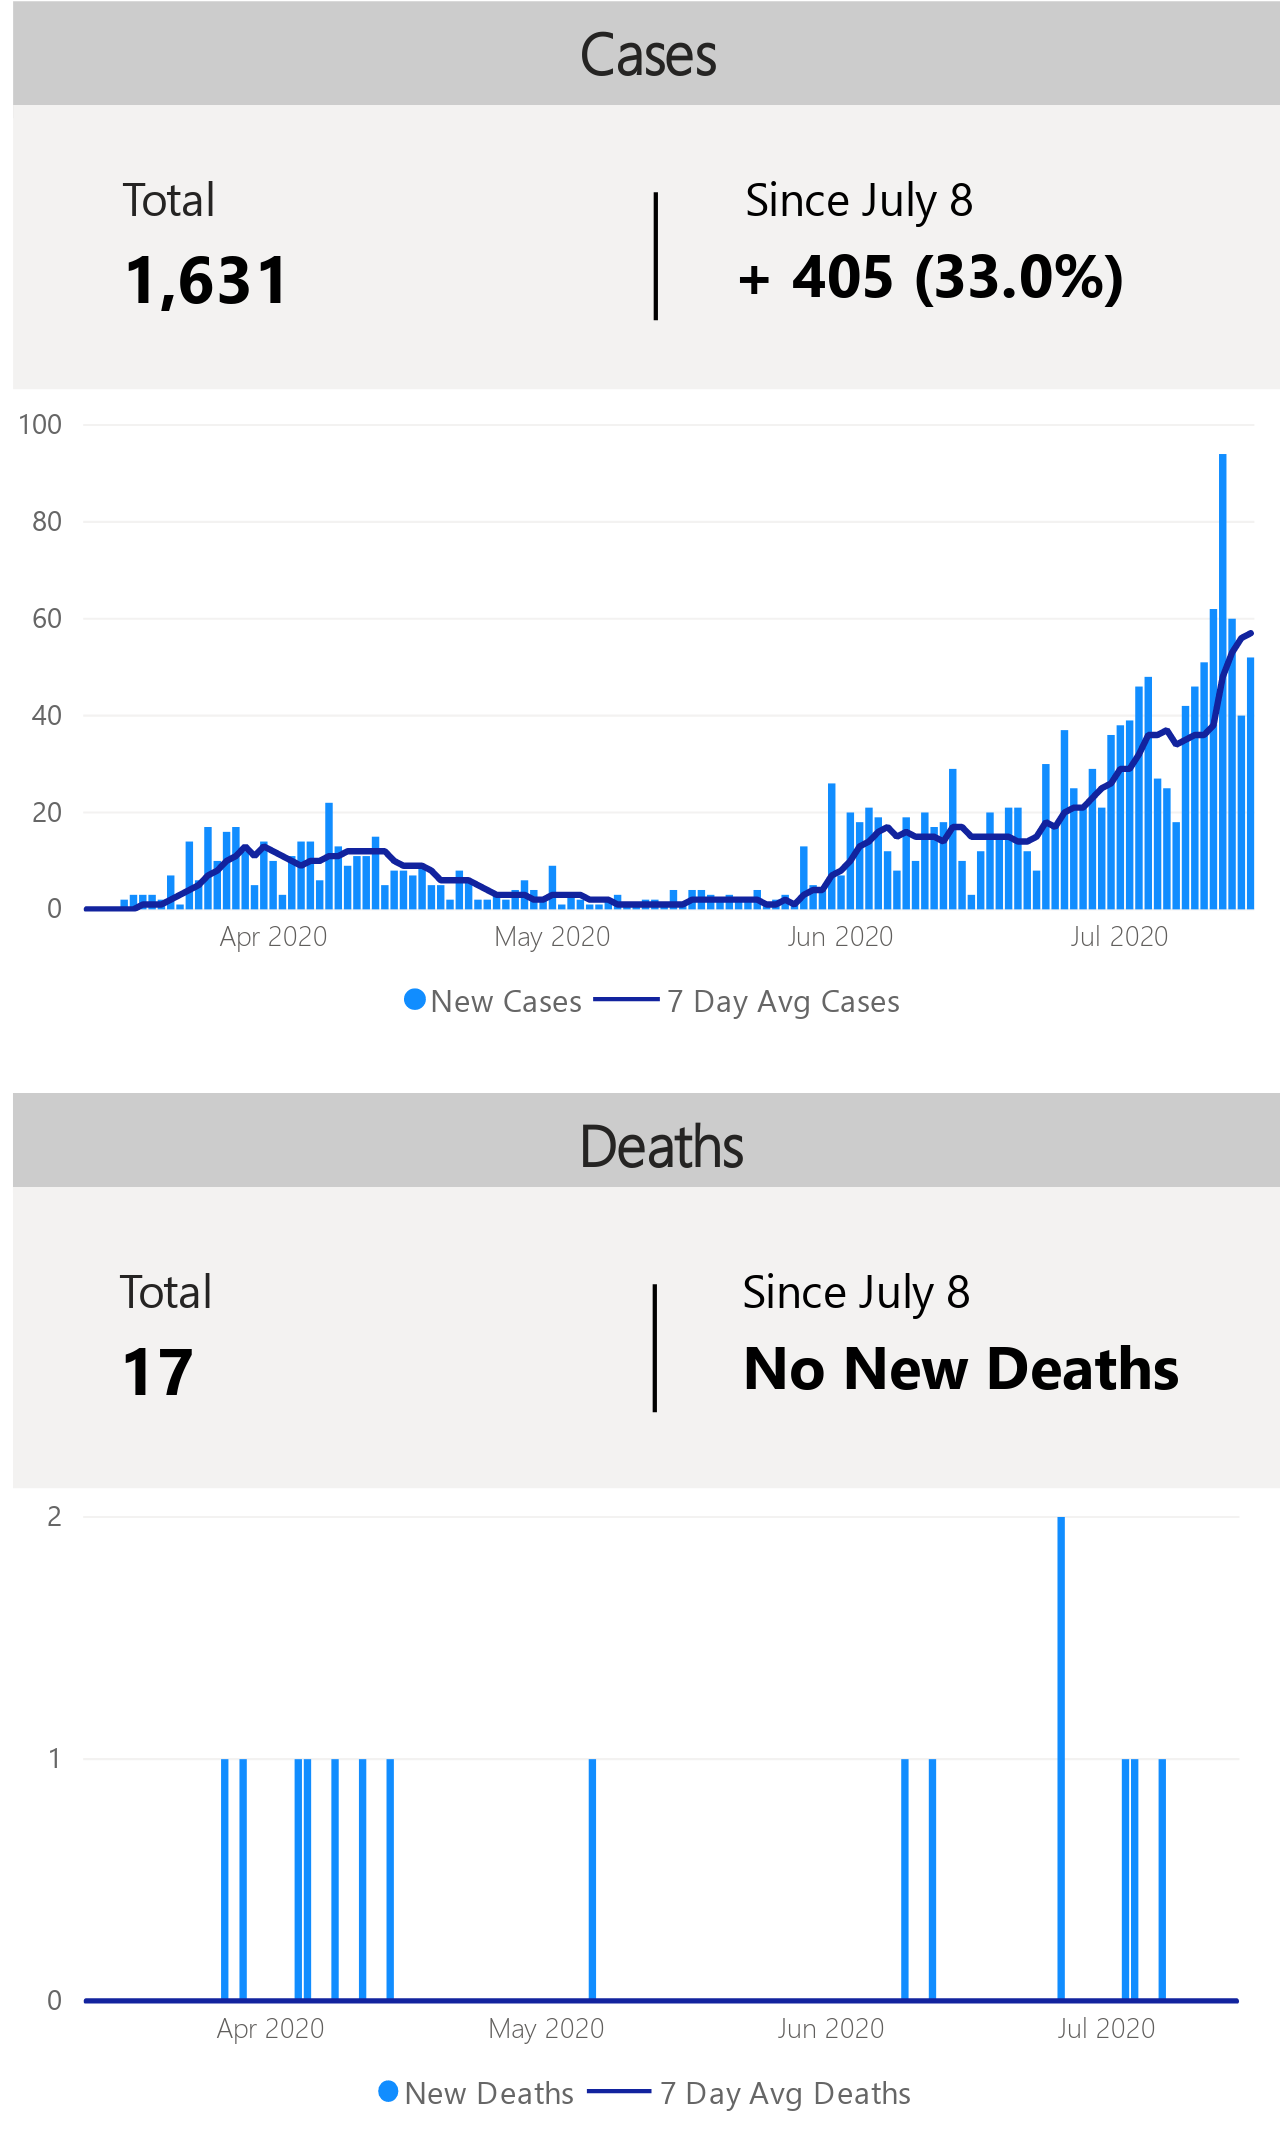 Cases
Total
Since July 8
1,631
+ 405 (33.0%)
100
80
60
40
20
0
Apr 2020
May 2020
Jun 2020
Jul 2020
New Cases
7 Day Avg Cases
Deaths
Total
Since July 8
17
No New Deaths
2
1
0
Apr 2020
May 2020
Jun 2020
Jul 2020
New Deaths
7 Day Avg Deaths